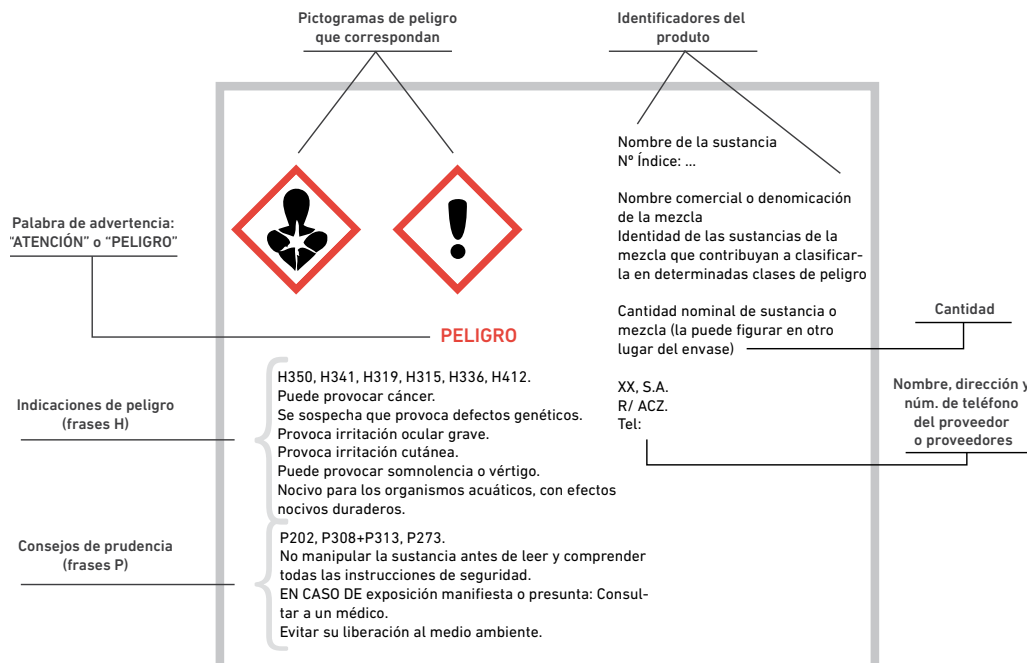 Pictogramas de peligro
que correspondan
Identificadores del
produto
Nombre de la sustancia
Nº Índice: ...
Nombre comercial o denomicación
de la mezcla
Identidad de las sustancias de la
mezcla que contribuyan a clasificar-
la en determinadas clases de peligro
Palabra de advertencia:
"ATENCIÓN” o “PELIGRO”
Cantidad nominal de sustancia o
mezcla (la puede figurar en otro
lugar del envase)
Cantidad
PELIGRO
XX, S.A.
R/ ACZ.
Tel:
Nombre, dirección y
núm. de teléfono
del proveedor
o proveedores
Indicaciones de peligro
(frases H)
H350, H341, H319, H315, H336, H412.
Puede provocar cáncer.
Se sospecha que provoca defectos genéticos.
Provoca irritación ocular grave.
Provoca irritación cutánea.
Puede provocar somnolencia o vértigo.
Nocivo para los organismos acuáticos, con efectos
nocivos duraderos.
Consejos de prudencia
(frases P)
P202, P308+P313, P273.
No manipular la sustancia antes de leer y comprender
todas las instrucciones de seguridad.
EN CASO DE exposición manifiesta o presunta: Consul-
tar a un médico.
Evitar su liberación al medio ambiente.